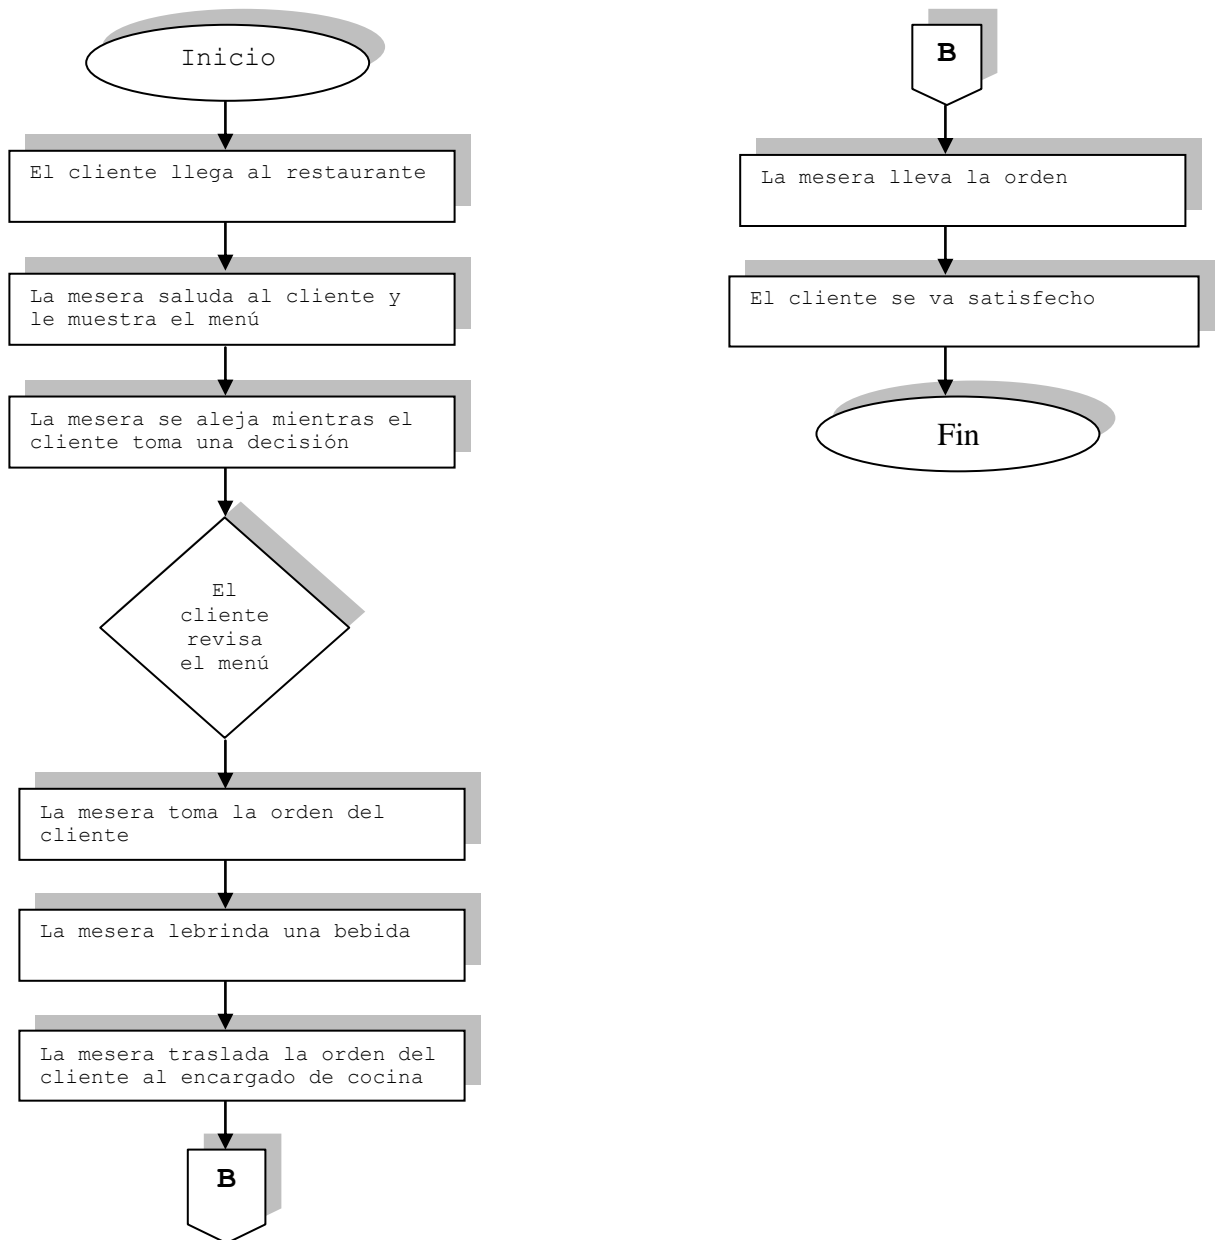 Inicio
El cliente llega al restaurante
La mesera saluda al cliente y
le muestra el menú
La mesera se aleja mientras el
cliente toma una decisión
El
cliente
revisa
el menú
La mesera toma la orden del
cliente
La mesera lebrinda una bebida
La mesera traslada la orden del
cliente al encargado de cocina
B
B
La mesera lleva la orden
El cliente se va satisfecho
Fin